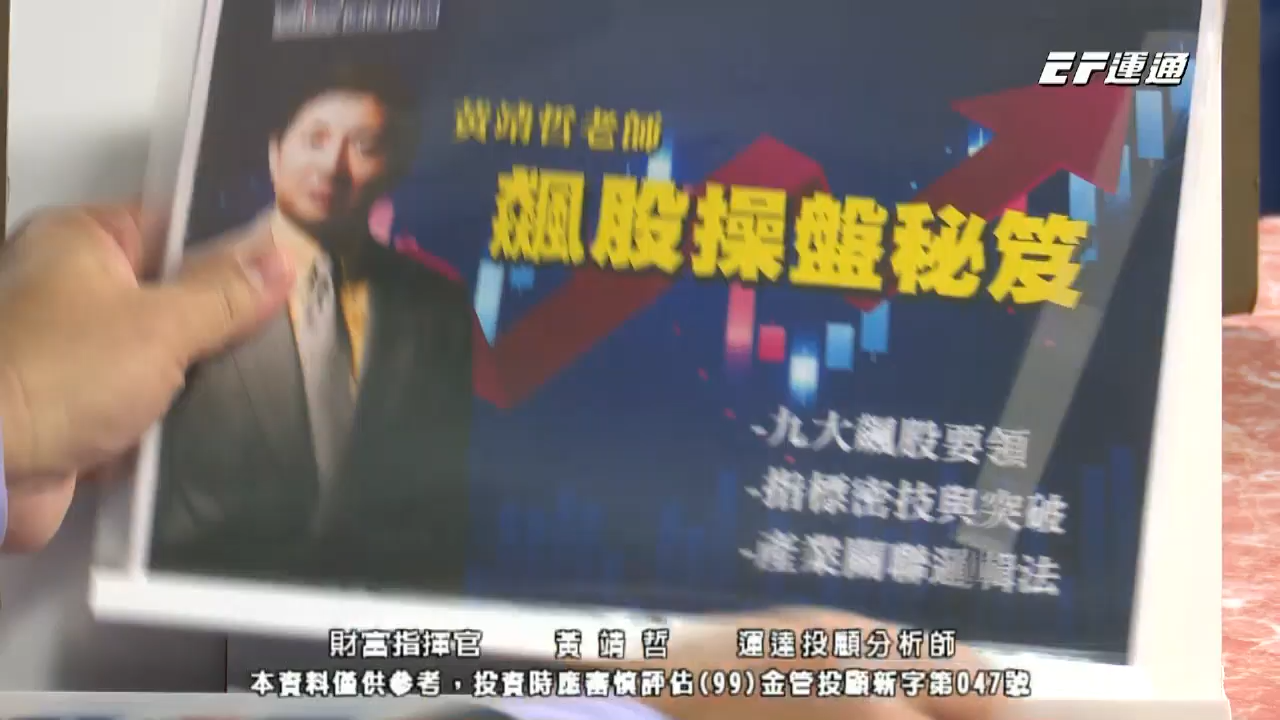 EF運通
黃靖哲老師
飆股操盤秘笈
-九大飆股要領
-指標密技與突破
-產業關聯邏輯法
財富指揮官 黃靖哲 運達投顧分析師
本資料僅供參考,投資時應審慎評估(99)金管投顧新字第047號